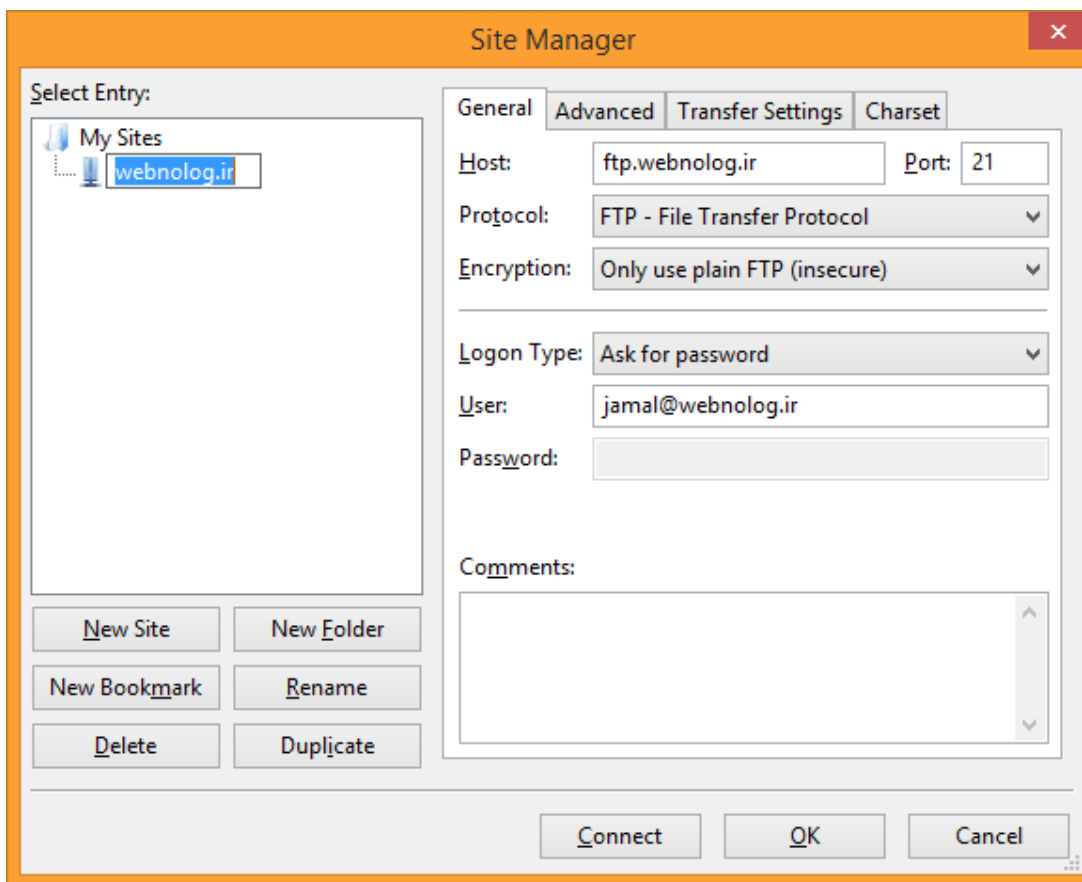 Site Manager
Select Entry:
My Sites
webnolog.ir
New Site
New Folder
New Bookmark
Rename
Delete
Duplicate
General
Advanced
Transfer Settings
Charset
Host:
ftp.webnolog.ir
Port:
21
Protocol:
FTP - File Transfer Protocol
Encryption:
Only use plain FTP (insecure)
Logon Type:
Ask for password
User:
jamal@webnolog.ir
Password:
Comments:
Connect
OK
Cancel